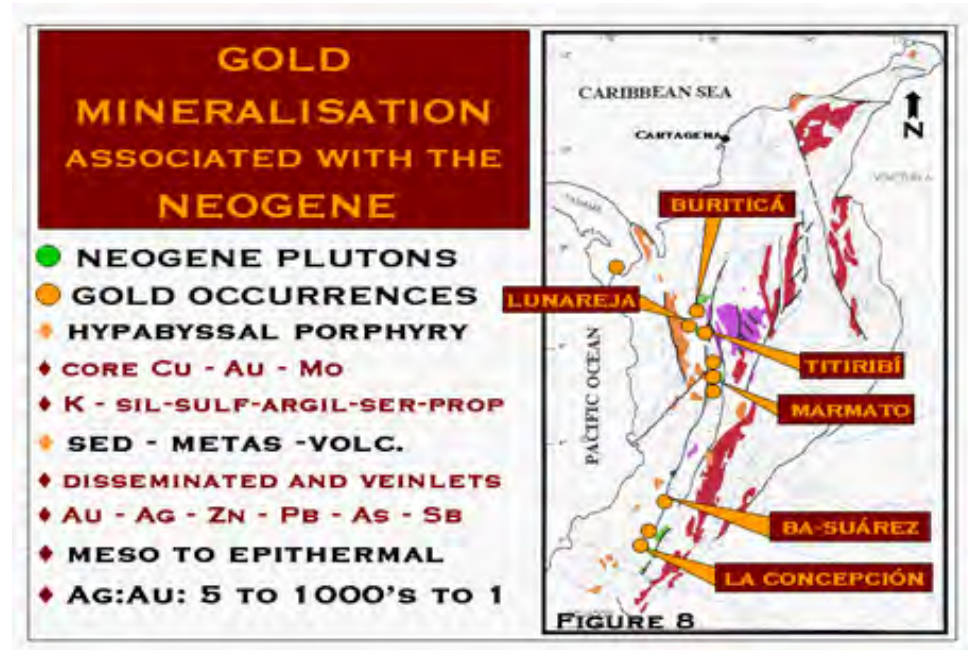 GOLD
MINERALISATION
ASSOCIATED WITH THE
NEOGENE
NEOGENE PLUTONS
GOLD OCCURRENCES
HYPABYSSAL PORPHYRY
CORE CU - AU - MO
K - SIL-SULF-ARGIL-SER-PROP
SED - METAS -VOLC.
DISSEMINATED AND VEINLETS
AU - AG - ZN - PB - AS - SB
MESO TO EPITHERMAL
AG:AU: 5 TO 1000'S TO 1
CARIBBEAN SEA
N
CARTAGENA
BURITICÁ
LUNAREJA
TITIRIBÍ
MARMATO
PACIFIC OCEAN
BA-SUÁREZ
LA CONCEPCIÓN
FIGURE 8